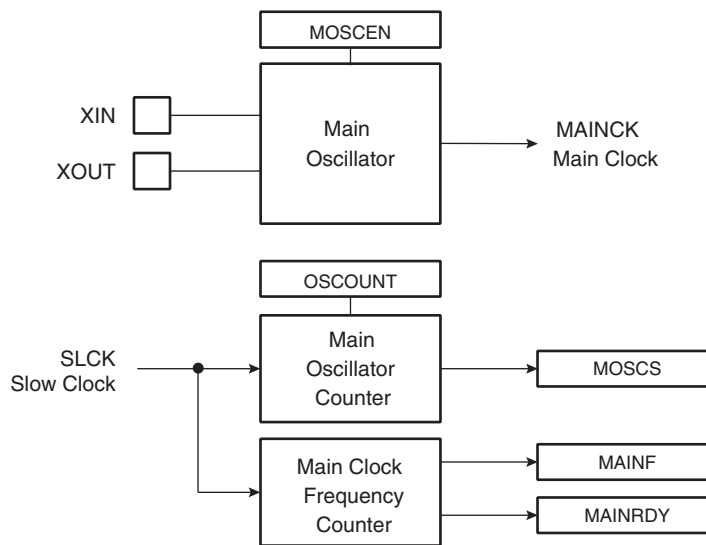 MOSCEN
XIN
XOUT
Main
Oscillator
MAINCK
Main Clock
OSCOUNT
SLCK
Slow Clock
Main
Oscillator
Counter
MOSCS
Main Clock
Frequency
Counter
MAINF
MAINRDY